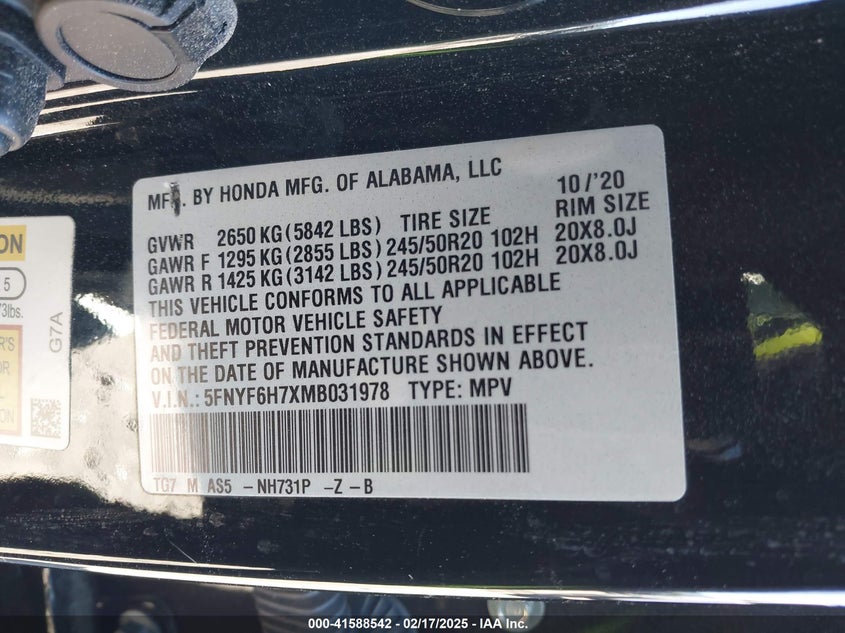 MFD. BY HONDA MFG. OF ALABAMA, LLC 10/'20
GVWR 2650 KG (5842 LBS) TIRE SIZE RIM SIZE
GAWR F 1295 KG (2855 LBS) 245/50R20 102H 20X8.0J
GAWR R 1425 KG (3142 LBS) 245/50R20 102H 20X8.0J
THIS VEHICLE CONFORMS TO ALL APPLICABLE
FEDERAL MOTOR VEHICLE SAFETY
AND THEFT PREVENTION STANDARDS IN EFFECT
ON THE DATE OF MANUFACTURE SHOWN ABOVE.
V.I.N.: 5FNYF6H7XMB031978 TYPE: MPV
TG7 M AS5 -NH731P -Z -B
5
lbs.
G7A
000-41588542 - 02/17/2025 - IAA Inc.